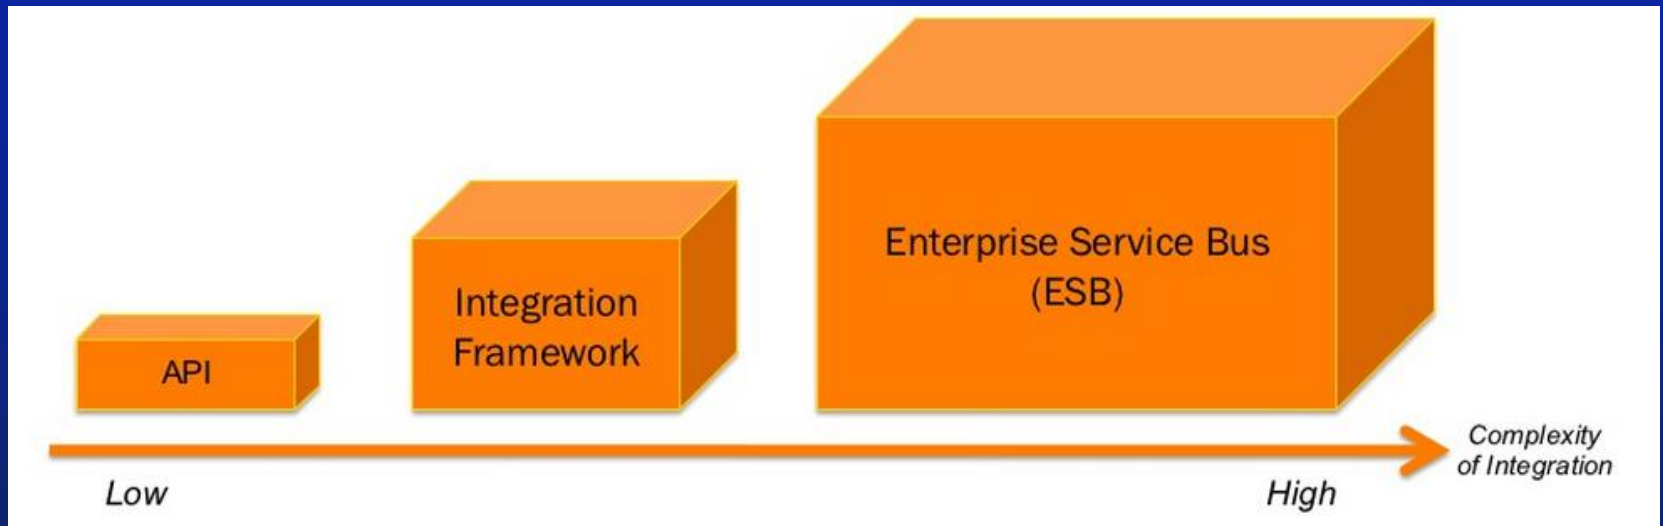 API
Integration
Framework
Enterprise Service Bus
(ESB)
Low
High
Complexity
of Integration